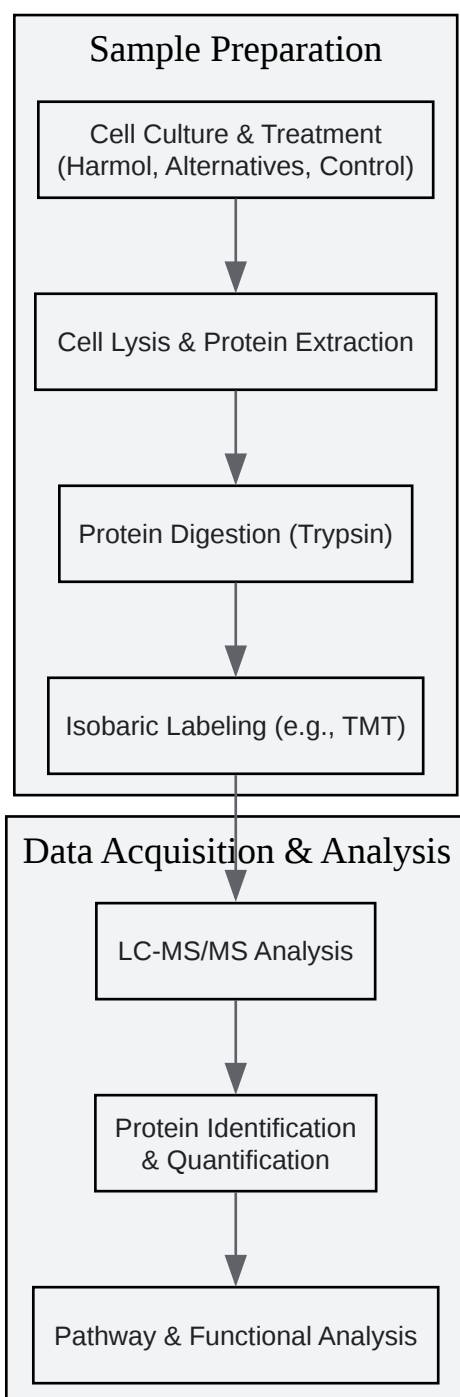 Sample Preparation
Cell Culture & Treatment
(Harmol, Alternatives, Control)
Cell Lysis & Protein Extraction
Protein Digestion (Trypsin)
Isobaric Labeling (e.g., TMT)
Data Acquisition & Analysis
LC-MS/MS Analysis
Protein Identification
& Quantification
Pathway & Functional Analysis